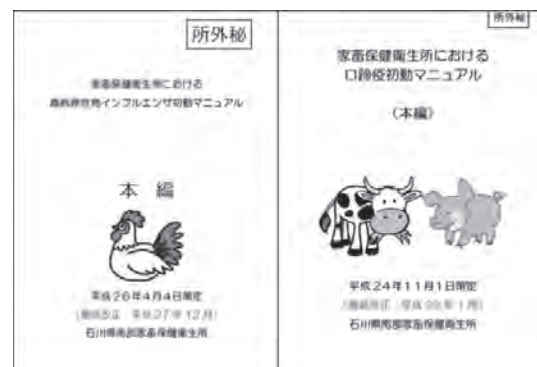 所外秘
家畜保健衛生所における
高病原性鳥インフルエンザ初動マニュアル
本編
平成26年4月4日策定
(最終改正:平成27年12月)
石川県南部家畜保健衛生所
所外秘
家畜保健衛生所における
口蹄疫初動マニュアル
(本編)
平成24年11月1日策定
石川県南部家畜保健衛生所